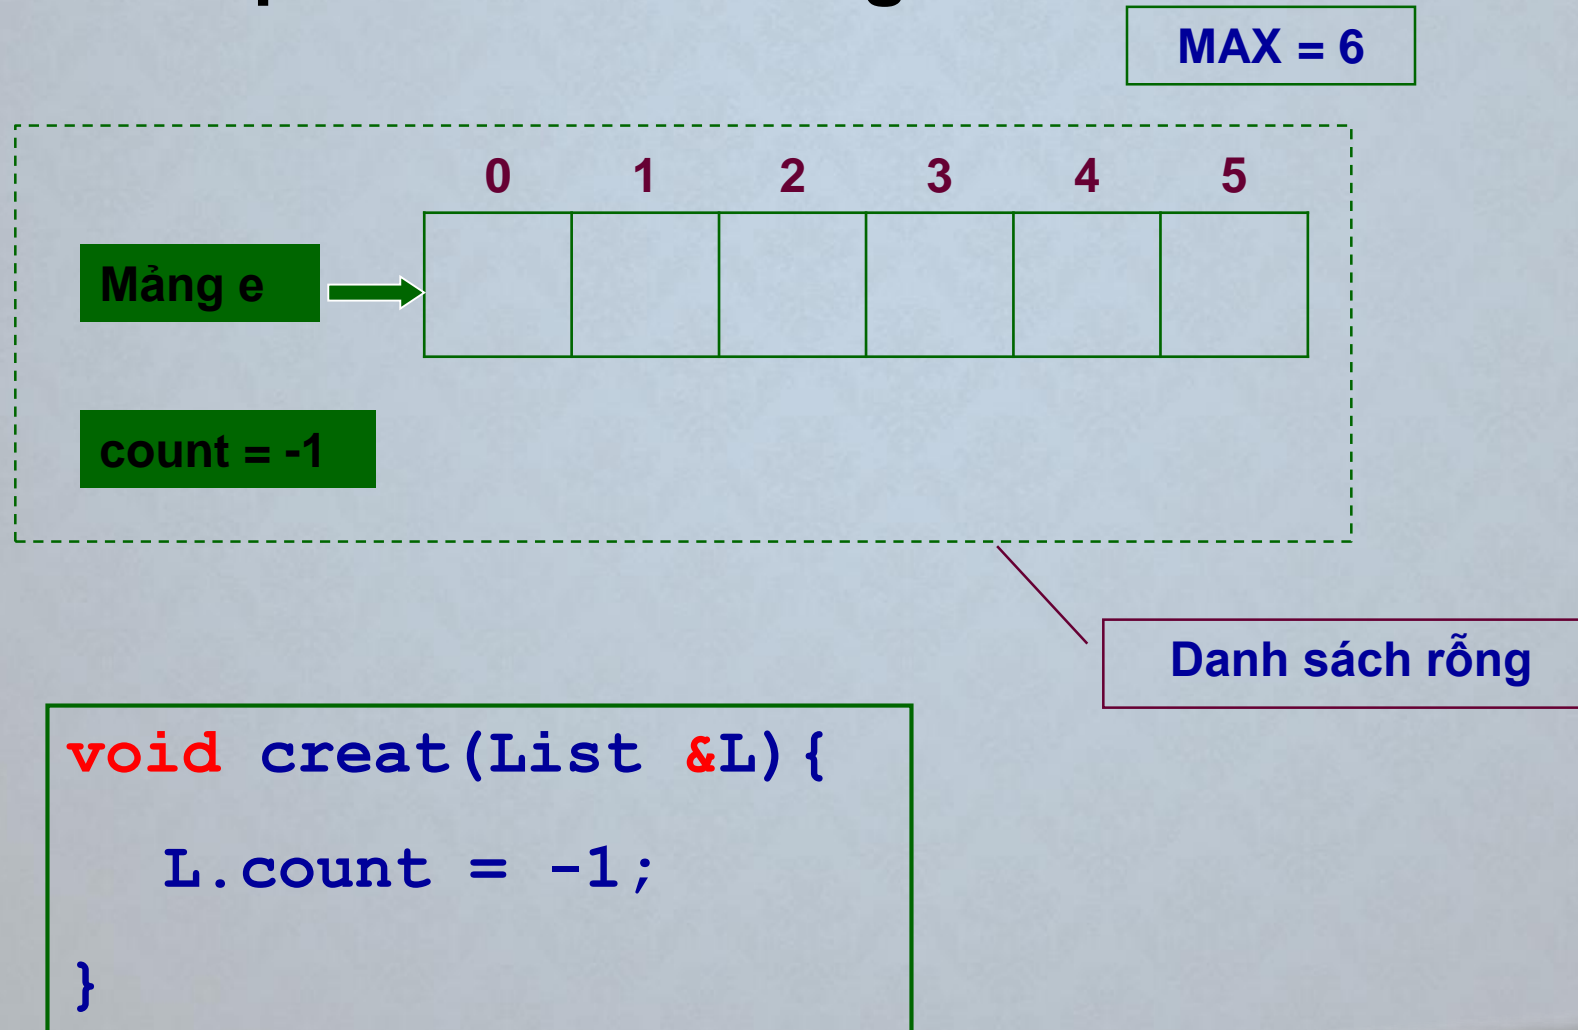 MAX = 6
0 1 2 3 4 5
Mảng e
count = -1
Danh sách rỗng
void creat(List &L){
L.count = -1;
}